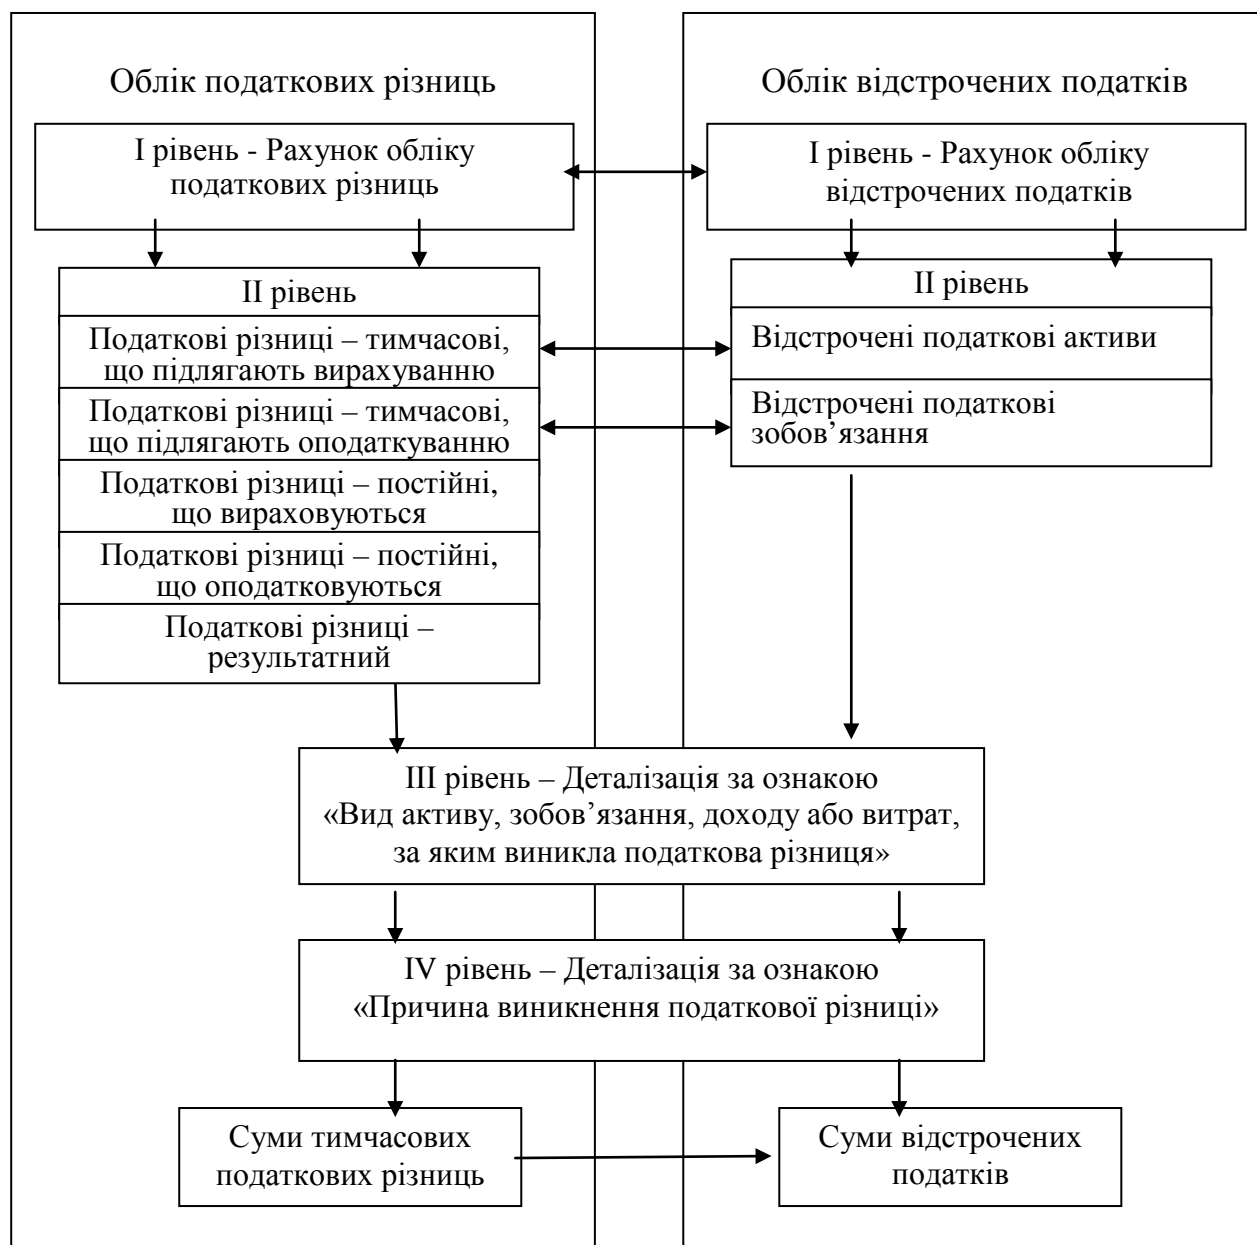 Облік податкових різниць
І рівень - Рахунок обліку
податкових різниць
ІІ рівень
Податкові різниці – тимчасові,
що підлягають вирахуванню
Податкові різниці – тимчасові,
що підлягають оподаткуванню
Податкові різниці – постійні,
що вираховуються
Податкові різниці – постійні,
що оподатковуються
Податкові різниці –
результатний
Облік відстрочених податків
І рівень - Рахунок обліку
відстрочених податків
ІІ рівень
Відстрочені податкові активи
Відстрочені податкові
зобов’язання
ІІІ рівень – Деталізація за ознакою
«Вид активу, зобов’язання, доходу або витрат,
за яким виникла податкова різниця»
IV рівень – Деталізація за ознакою
«Причина виникнення податкової різниці»
Суми тимчасових
податкових різниць
Суми відстрочених
податків